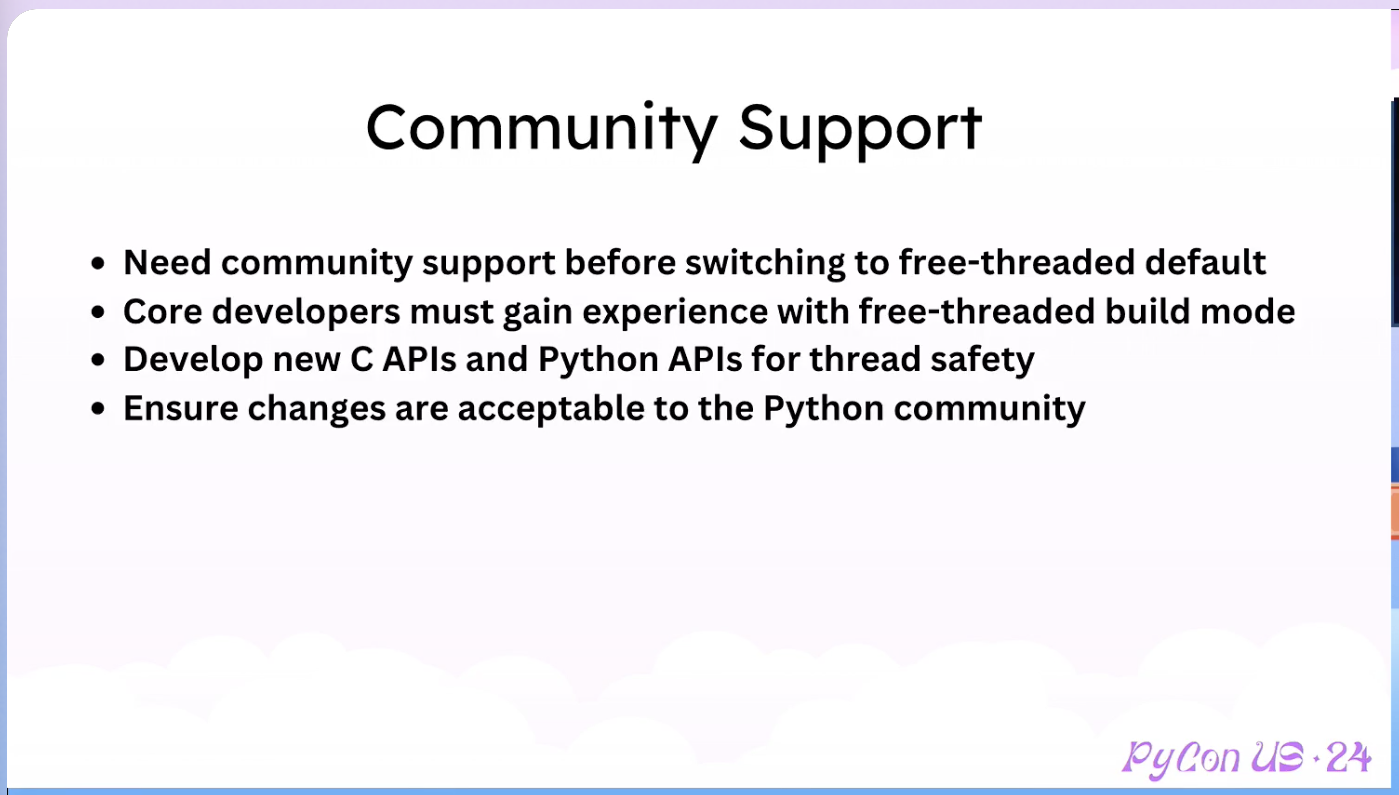 Community Support
• Need community support before switching to free-threaded default
• Core developers must gain experience with free-threaded build mode
• Develop new C APIs and Python APIs for thread safety
• Ensure changes are acceptable to the Python community
PyCon US · 24